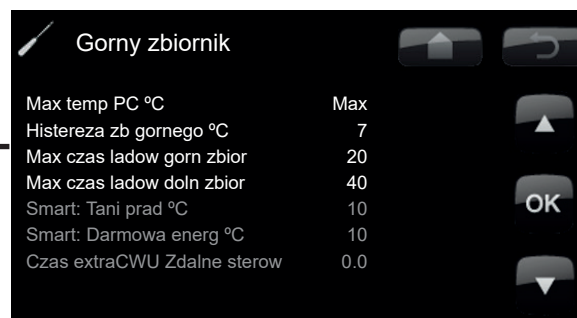 Gorny zbiornik
Max temp PC ºC Max
Histereza zb gornego ºC 7
Max czas ladow gorn zbior 20
Max czas ladow doln zbior 40
Smart: Tani prad ºC 10
Smart: Darmowa energ ºC 10
Czas extraCWU Zdalne sterow 0.0
OK